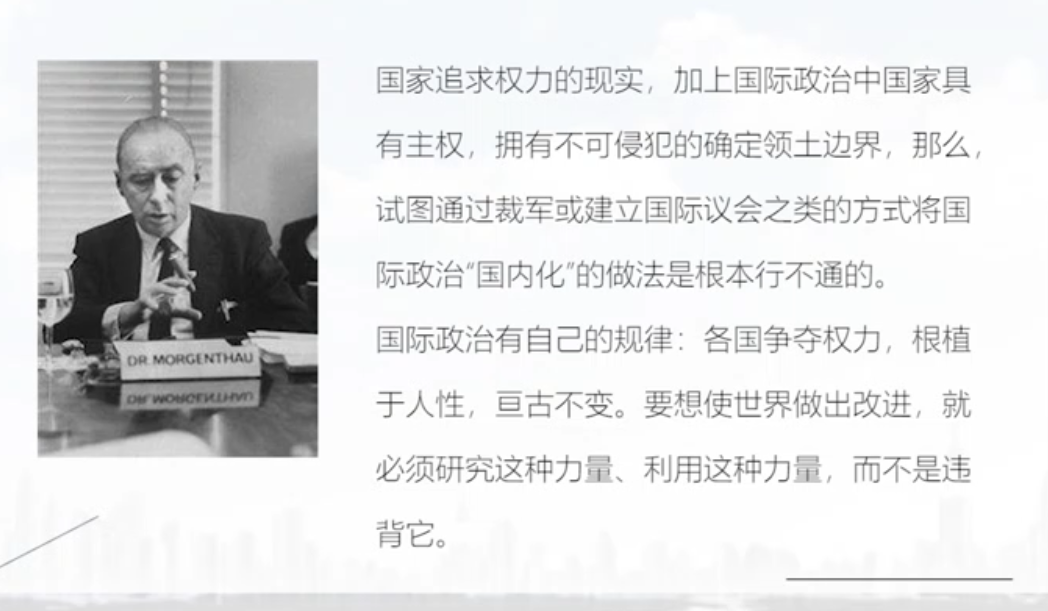 国家追求权力的现实，加上国际政治中国家具
有主权，拥有不可侵犯的确定领土边界，那么，
试图通过裁军或建立国际议会之类的方式将国
际政治“国内化”的做法是根本行不通的。
国际政治有自己的规律：各国争夺权力，根植
于人性，亘古不变。要想使世界做出改进，就
必须研究这种力量、利用这种力量，而不是违
背它。
DR. MORGENTHAU